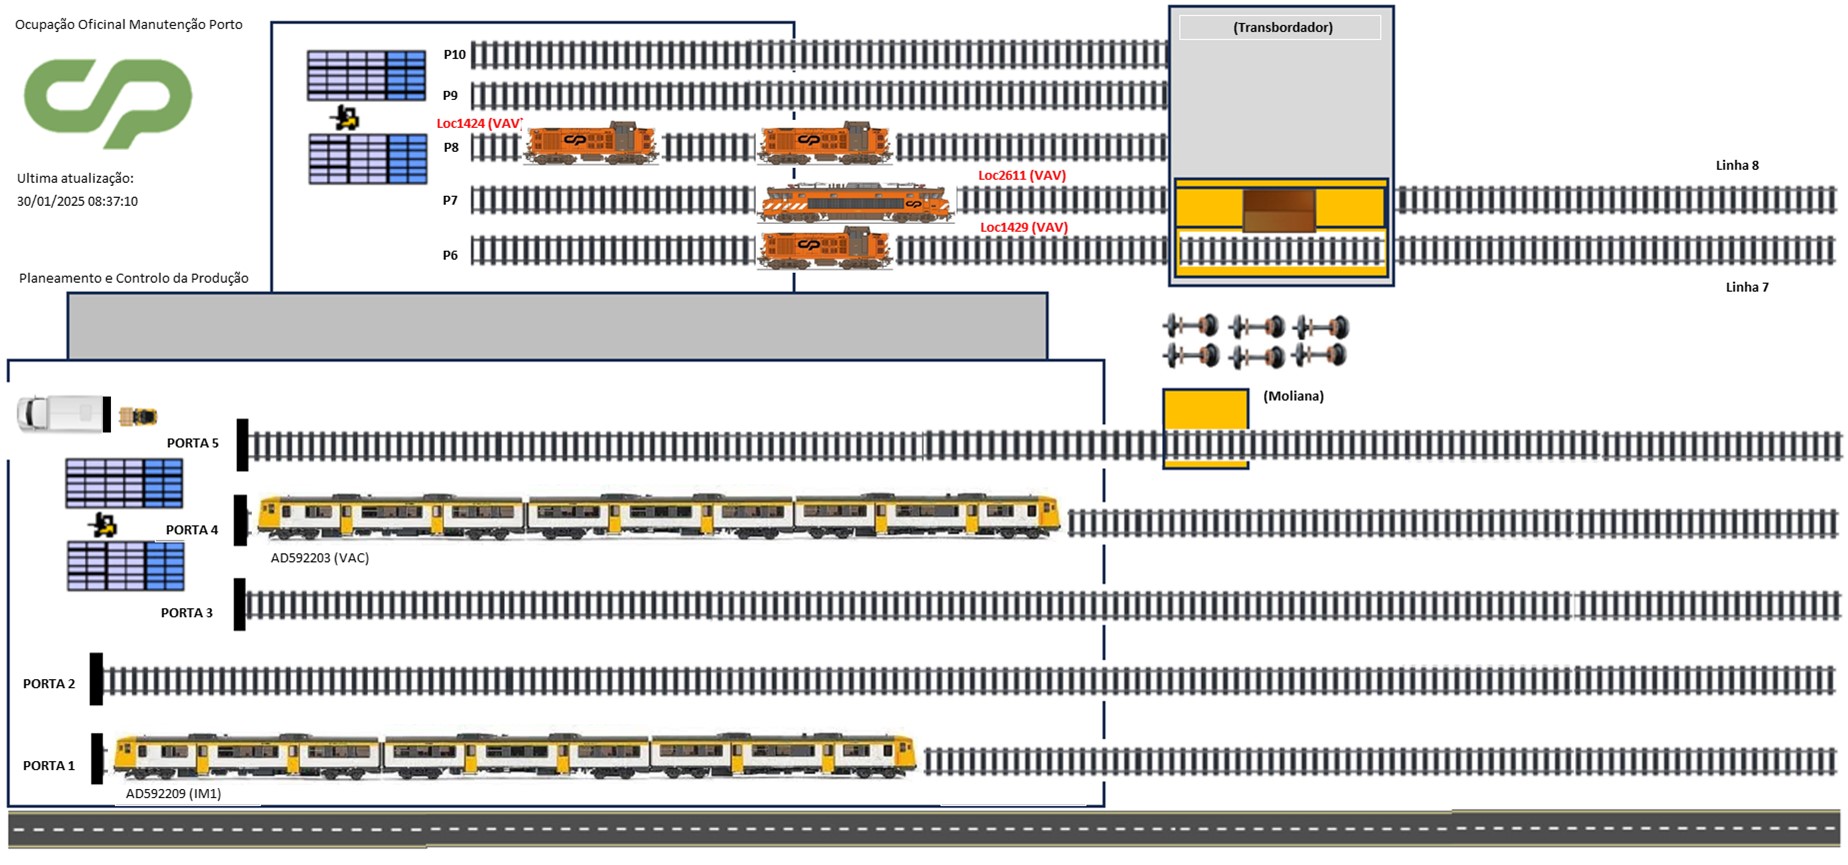 Ocupação Oficinal Manutenção Porto
Ultima atualização:
30/01/2025 08:37:10
Planeamento e Controlo da Produção
(Transbordador)
P10
P9
Loc1424 (VAV)
P8
Loc2611 (VAV)
P7
Loc1429 (VAV)
P6
Linha 8
Linha 7
(Moliana)
PORTA 5
PORTA 4
AD592203 (VAC)
PORTA 3
PORTA 2
PORTA 1
AD592209 (IM1)